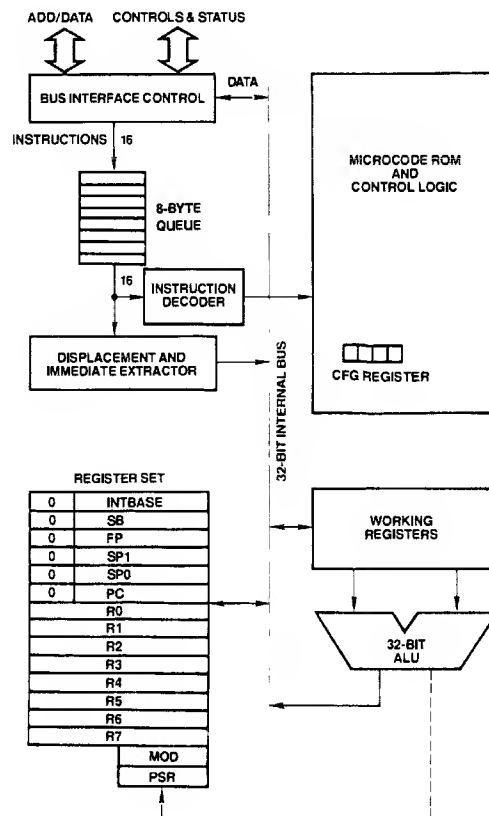 ADD/DATA
CONTROLS & STATUS
BUS INTERFACE CONTROL
DATA
INSTRUCTIONS
16
8-BYTE
QUEUE
16
INSTRUCTION
DECODER
DISPLACEMENT AND
IMMEDIATE EXTRACTOR
MICROCODE ROM
AND
CONTROL LOGIC
CFG REGISTER
32-BIT INTERNAL BUS
REGISTER SET
0 INTBASE
0 SB
0 FP
0 SP1
0 SP0
0 PC
R0
R1
R2
R3
R4
R5
R6
R7
MOD
PSR
WORKING
REGISTERS
32-BIT
ALU